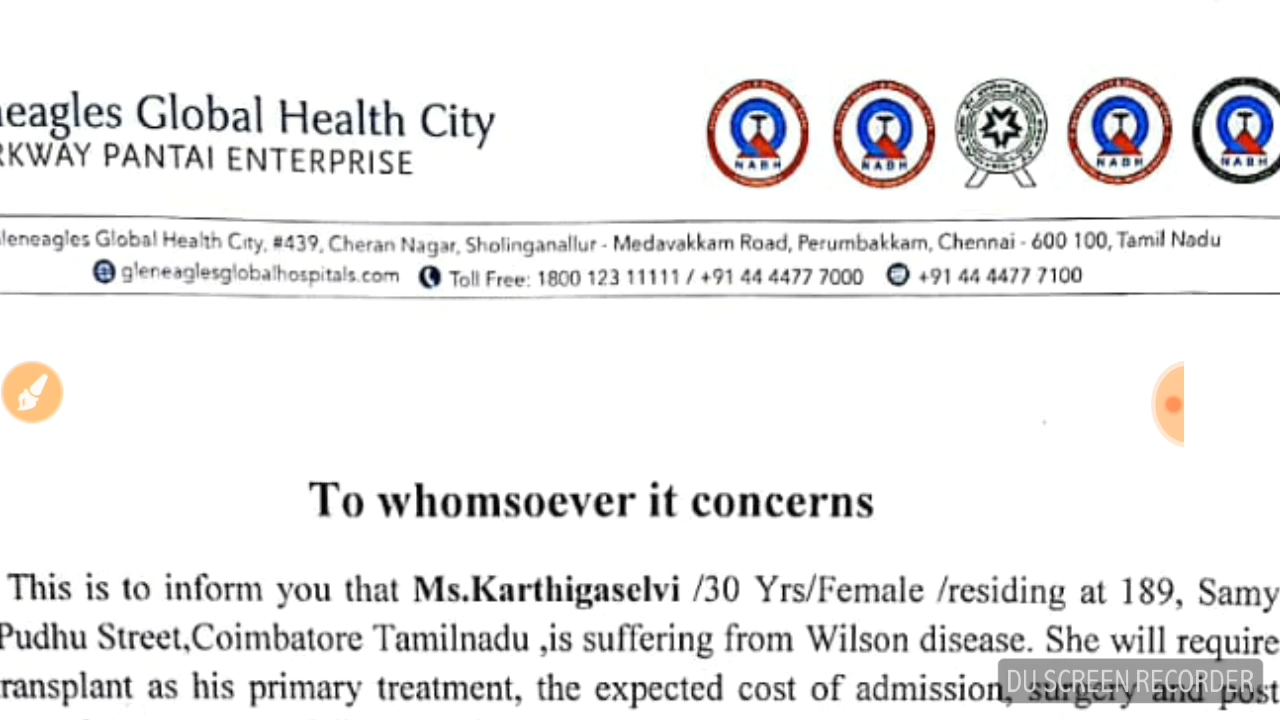 neagles Global Health City
RKWAY PANTAI ENTERPRISE
NABH NABH NABH NABH
leneagles Global Health City, #439, Cheran Nagar, Sholinganallur - Medavakkam Road, Perumbakkam, Chennai - 600 100, Tamil Nadu
gleneaglesglobalhospitals.com Toll Free: 1800 123 11111 / +91 44 4477 7000 +91 44 4477 7100
To whomsoever it concerns
This is to inform you that Ms.Karthigaselvi /30 Yrs/Female /residing at 189, Samy
Pudhu Street,Coimbatore Tamilnadu ,is suffering from Wilson disease. She will require
ransplant as his primary treatment, the expected cost of admission, surgery and post
DU SCREEN RECORDER